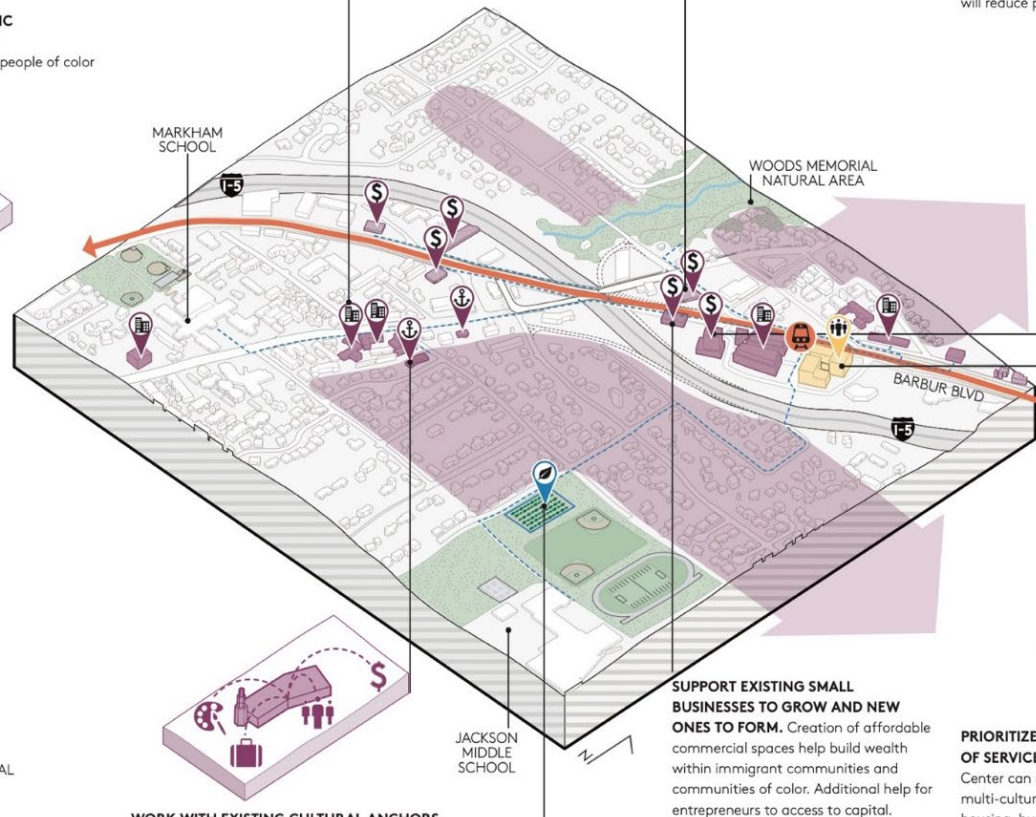 IC
people of color
will reduce p
MARKHAM
SCHOOL
WOODS MEMORIAL
NATURAL AREA
I-5
$
$
$
$
$
$
BARBUR BLVD
I-5
$
N
JACKSON
MIDDLE
SCHOOL
AL
WORK WITH EXISTING CULTURAL ANCHORS
SUPPORT EXISTING SMALL
BUSINESSES TO GROW AND NEW
ONES TO FORM. Creation of affordable
commercial spaces help build wealth
within immigrant communities and
communities of color. Additional help for
entrepreneurs to access to capital.
PRIORITIZE
OF SERVICE
Center can
multi-cultur